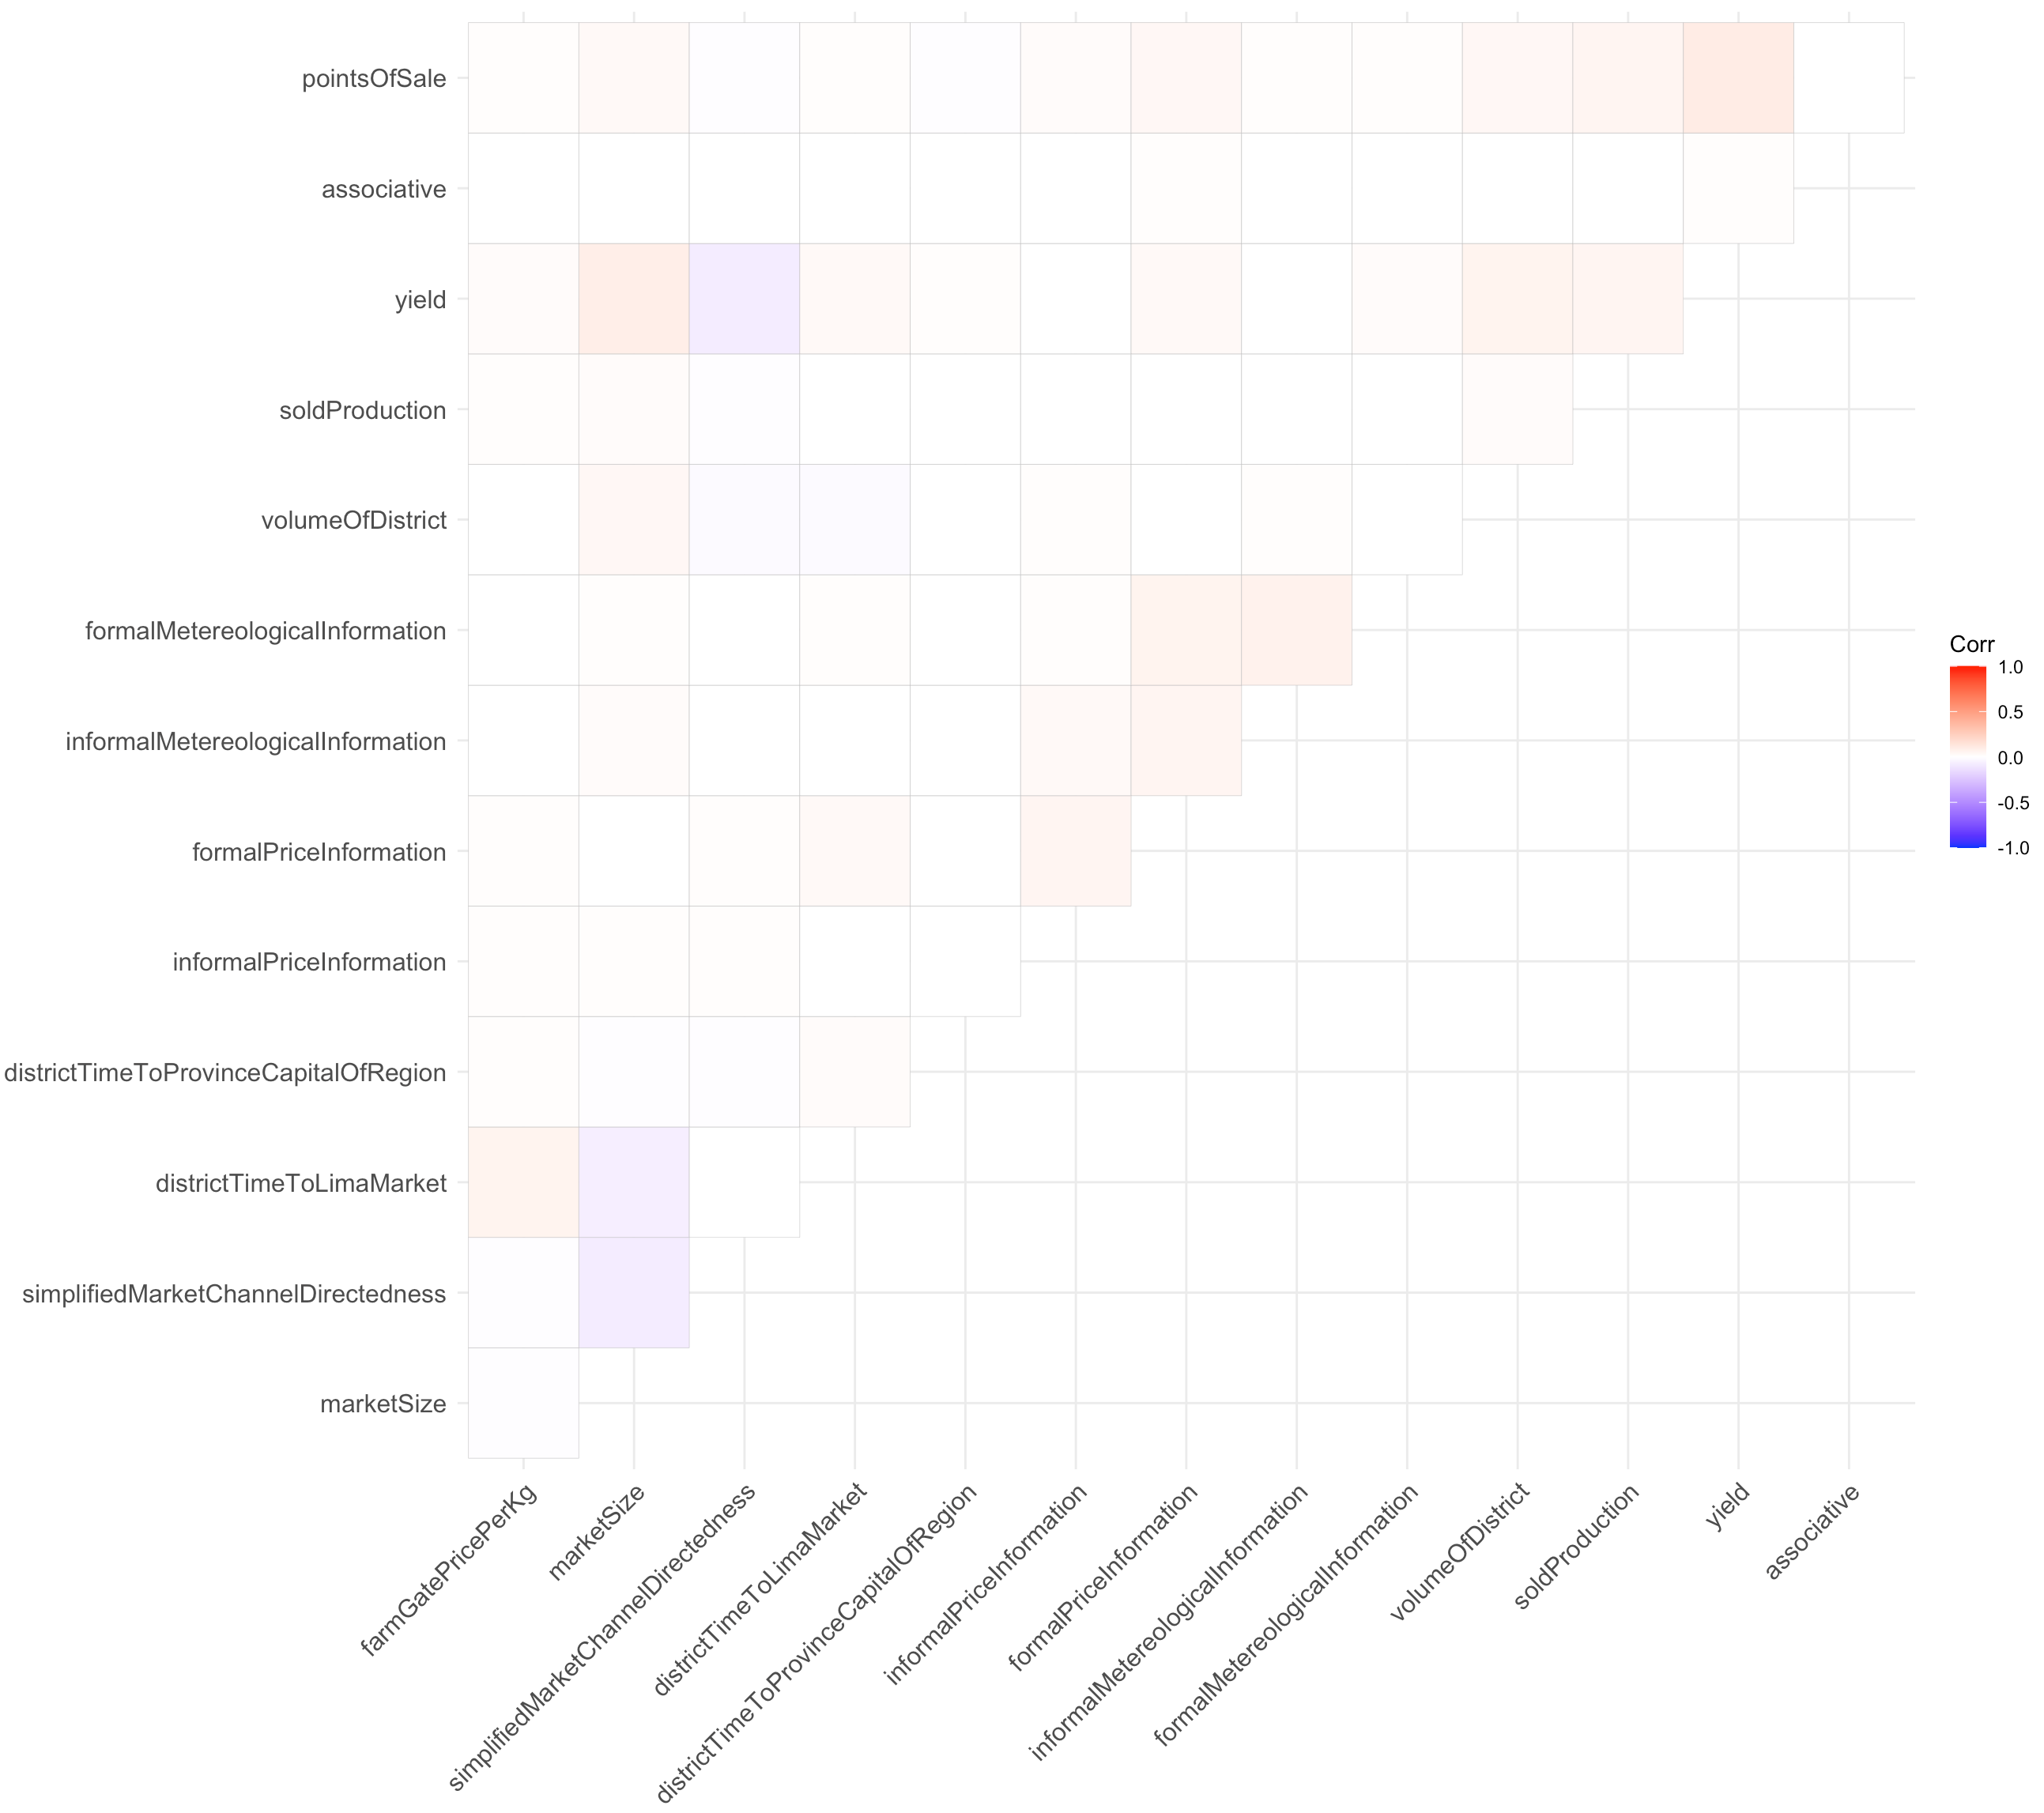 pointsOfSale
associative
yield
soldProduction
volumeOfDistrict
formalMetereologicalInformation
informalMetereologicalInformation
formalPriceInformation
informalPriceInformation
districtTimeToProvinceCapitalOfRegion
districtTimeToLimaMarket
simplifiedMarketChannelDirectedness
marketSize
farmGatePricePerKg
marketSize
simplifiedMarketChannelDirectedness
districtTimeToLimaMarket
districtTimeToProvinceCapitalOfRegion
informalPriceInformation
formalPriceInformation
informalMetereologicalInformation
formalMetereologicalInformation
volumeOfDistrict
soldProduction
yield
associative
Corr
1.0
0.5
0.0
-0.5
-1.0